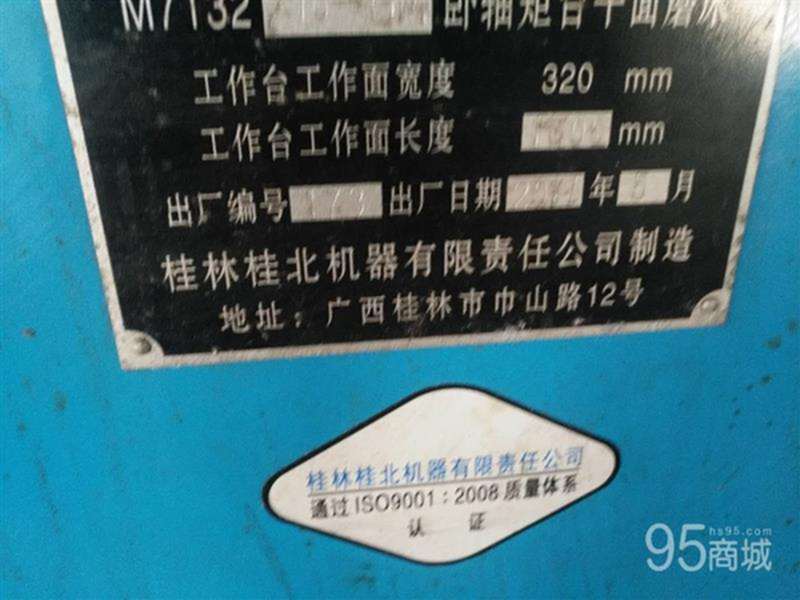 M7132 卧轴矩台平面磨床
工作台工作面宽度 320 mm
工作台工作面长度 mm
出厂编号 173 出厂日期 年 月
桂林桂北机器有限责任公司制造
地址：广西桂林市巾山路12号
桂林桂北机器有限责任公司
通过ISO9001：2008质量体系
认 证
hs95.com
95商城